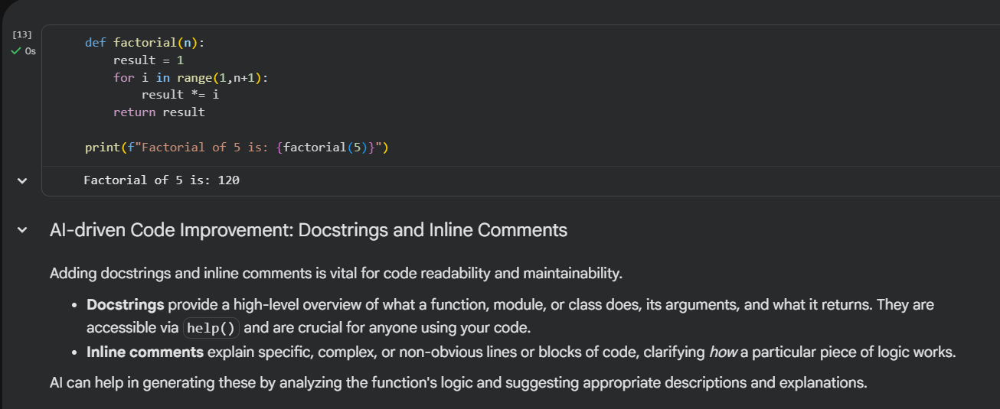 [13]
0s
def factorial(n):
    result = 1
    for i in range(1,n+1):
        result *= i
    return result
print(f"Factorial of 5 is: {factorial(5)}")
Factorial of 5 is: 120
AI-driven Code Improvement: Docstrings and Inline Comments
Adding docstrings and inline comments is vital for code readability and maintainability.
• Docstrings provide a high-level overview of what a function, module, or class does, its arguments, and what it returns. They are
accessible via help() and are crucial for anyone using your code.
• Inline comments explain specific, complex, or non-obvious lines or blocks of code, clarifying how a particular piece of logic works.
AI can help in generating these by analyzing the function's logic and suggesting appropriate descriptions and explanations.